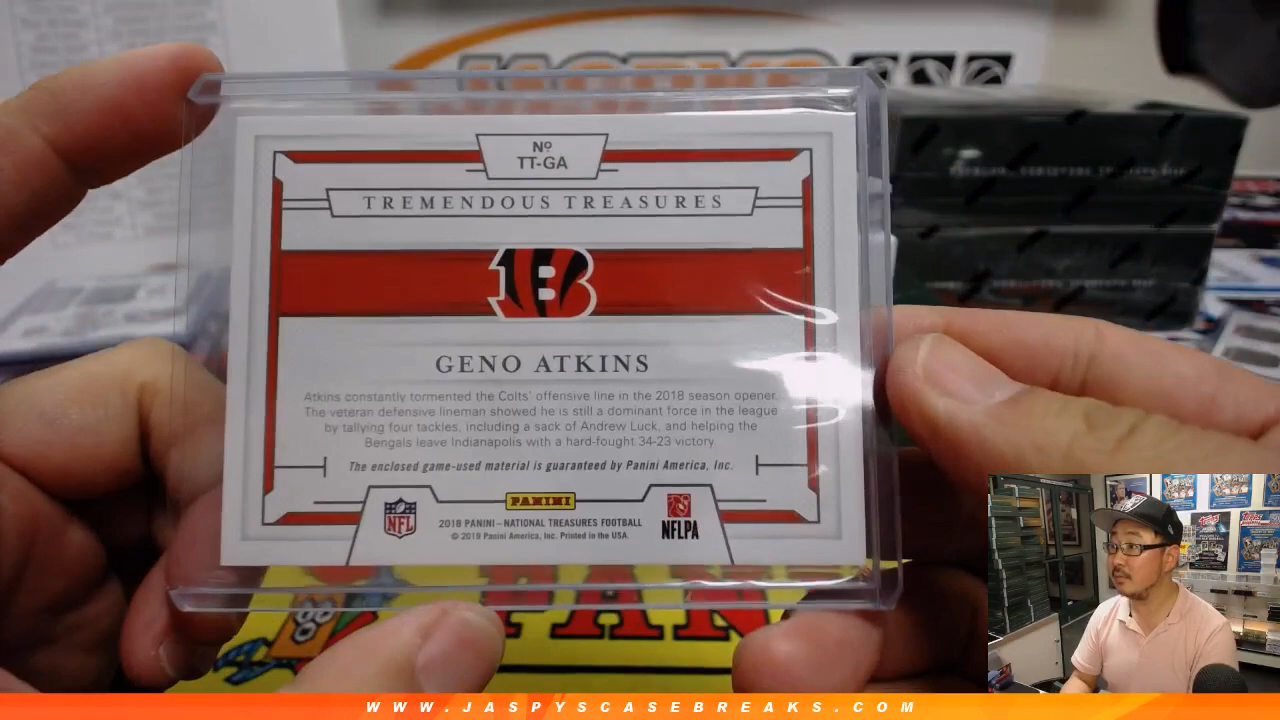 Nº
TT-GA
TREMENDOUS TREASURES
B
GENO ATKINS
Atkins constantly tormented the Colts' offensive line in the 2018 season opener.
The veteran defensive lineman showed he is still a dominant force in the league
by tallying four tackles, including a sack of Andrew Luck, and helping the
Bengals leave Indianapolis with a hard-fought 34-23 victory
The enclosed game-used material is guaranteed by Panini America, Inc.
NFL
PANINI
2018 PANINI – NATIONAL TREASURES FOOTBALL
© 2019 Panini America, Inc. Printed in the USA.
NFLPA
PANI
WWW.JASPYSCASEBREAKS.COM